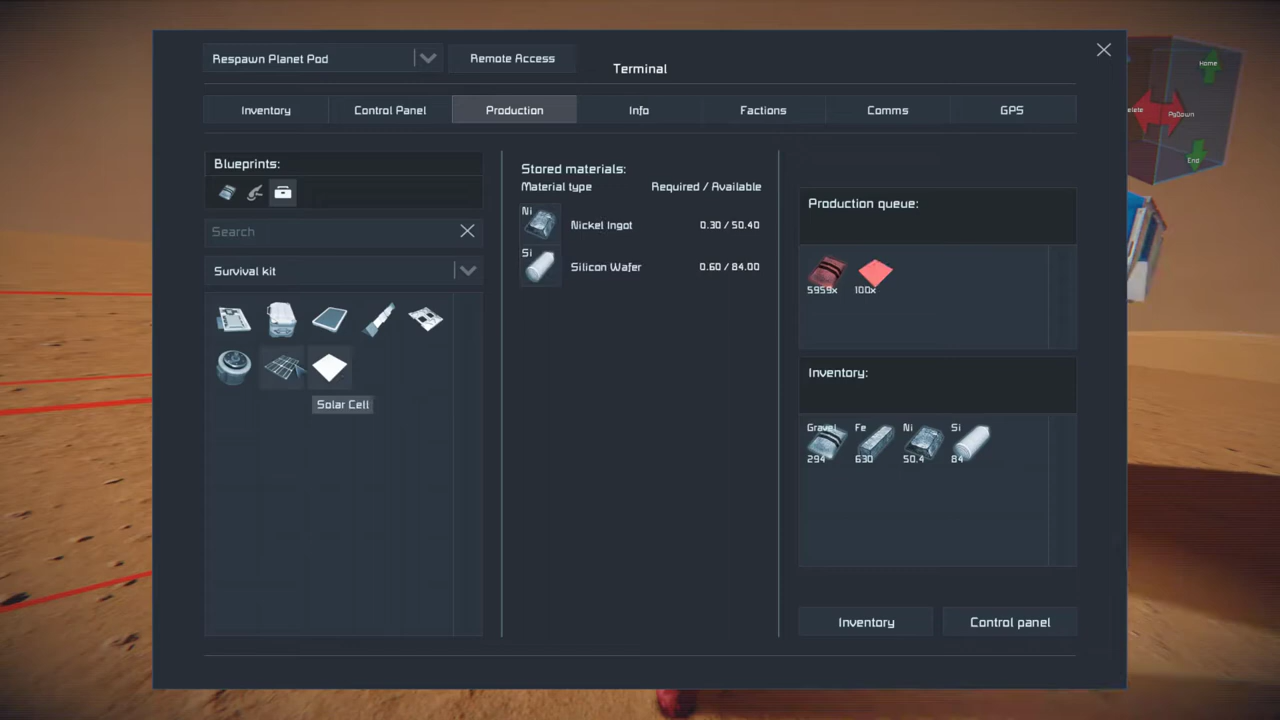 Respawn Planet Pod
Remote Access
Terminal
Home
PgDown
End
Inventory
Control Panel
Production
Info
Factions
Comms
GPS
Blueprints:
Search
Survival kit
Solar Cell
Stored materials:
Material type
Required / Available
Ni
Nickel Ingot
0.30 / 50.40
Si
Silicon Wafer
0.60 / 84.00
Production queue:
5959x
100x
Inventory:
Gravel
294
Fe
630
Ni
50.4
Si
84
Inventory
Control panel